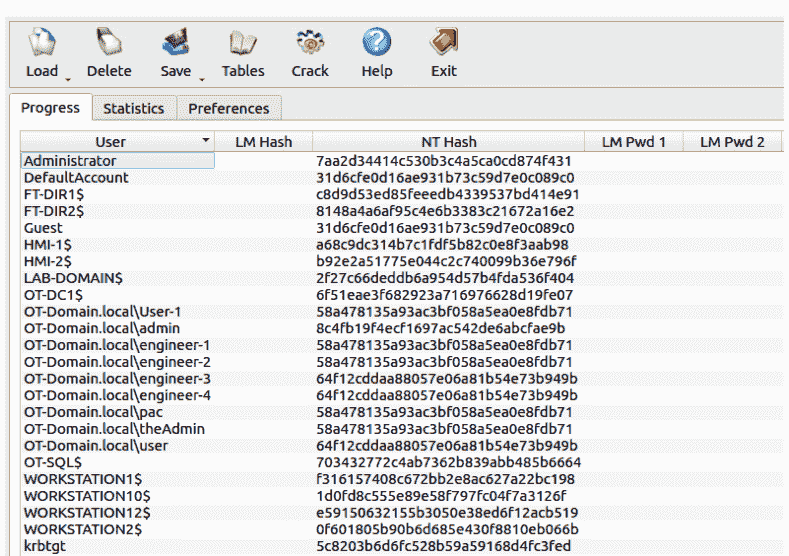 Load Delete Save Tables Crack Help Exit
Progress Statistics Preferences
User LM Hash NT Hash LM Pwd 1 LM Pwd 2
Administrator 7aa2d34414c530b3c4a5ca0cd874f431
DefaultAccount 31d6cfe0d16ae931b73c59d7e0c089c0
FT-DIR1$ c8d9d53ed85feeedb4339537bd414e91
FT-DIR2$ 8148a4a6af95c4e6b3383c21672a16e2
Guest 31d6cfe0d16ae931b73c59d7e0c089c0
HMI-1$ a68c9dc314b7c1fdf5b82c0e8f3aab98
HMI-2$ b92e2a51775e044c2c740099b36e796f
LAB-DOMAIN$ 2f27c66deddb6a954d57b4fda536f404
OT-DC1$ 6f51eae3f682923a716976628d19fe07
OT-Domain.local\User-1 58a478135a93ac3bf058a5ea0e8fdb71
OT-Domain.local\admin 8c4fb19f4ecf1697ac542de6abcfae9b
OT-Domain.local\engineer-1 58a478135a93ac3bf058a5ea0e8fdb71
OT-Domain.local\engineer-2 58a478135a93ac3bf058a5ea0e8fdb71
OT-Domain.local\engineer-3 64f12cddaa88057e06a81b54e73b949b
OT-Domain.local\engineer-4 64f12cddaa88057e06a81b54e73b949b
OT-Domain.local\pac 58a478135a93ac3bf058a5ea0e8fdb71
OT-Domain.local\theAdmin 58a478135a93ac3bf058a5ea0e8fdb71
OT-Domain.local\user 64f12cddaa88057e06a81b54e73b949b
OT-SQL$ 703432772c4ab7362b839abb485b6664
WORKSTATION1$ f316157408c672bb2e8ac627a22bc198
WORKSTATION10$ 1d0fd8c555e89e58f797fc04f7a3126f
WORKSTATION12$ e59150632155b3050e38ed6f12acb519
WORKSTATION2$ 0f601805b90b6d685e430f8810eb066b
krbtgt 5c8203b6d6fc528b59a59168d4fc3fed